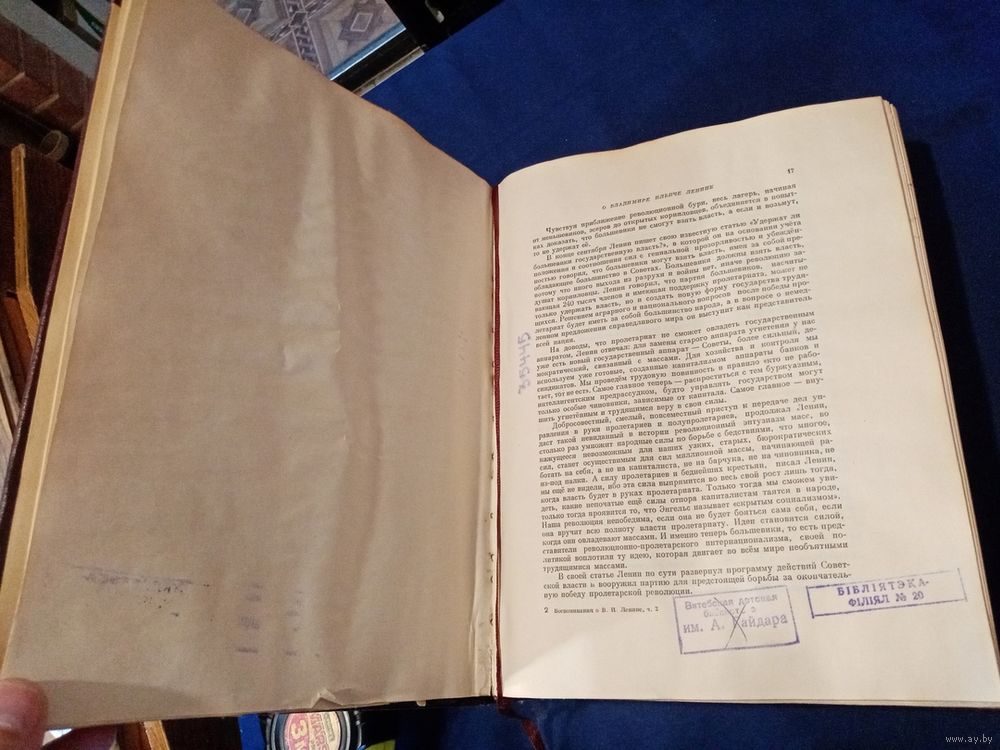 17
О ВЛАДИМИРЕ ИЛЬИЧЕ ЛЕНИНЕ
Чувствуя приближение революционной бури, весь лагерь, начиная
от меньшевиков, эсеров до открытых корниловцев, объединяется в попыт-
ках доказать, что большевики не смогут взять власть, а если и возьмут,
то не удержат её.
В конце сентября Ленин пишет свою известную статью «Удержат ли
большевики государственную власть?», в которой он на основании учёта
положения и соотношения сил с гениальной прозорливостью и убеждён-
ностью говорил, что большевики могут взять власть, имея за собой пре-
обладающее большинство в Советах. Большевики должны взять власть,
потому что иного выхода из разрухи и войны нет, иначе революцию за-
душат корниловцы. Ленин говорил, что партия большевиков, насчиты-
вающая 240 тысяч членов и имеющая поддержку пролетариата, может не
только удержать власть, но и создать новую форму государства трудя-
щихся. Решением аграрного и национального вопросов после победы про-
летариат будет иметь за собой большинство народа, а в вопросе о немед-
ленном предложении справедливого мира он выступит как представитель
всей нации.
На доводы, что пролетариат не сможет овладеть государственным
аппаратом, Ленин отвечал: для замены старого аппарата угнетения у нас
уже есть новый государственный аппарат — Советы, более сильный, де-
мократический, связанный с массами. Для хозяйства и контроля мы
используем уже готовые, созданные капитализмом аппараты банков и
синдикатов. Мы проведём трудовую повинность и правило «кто не рабо-
тает, тот не ест». Самое главное теперь — распроститься с тем буржуазным,
интеллигентским предрассудком, будто управлять государством могут
только особые чиновники, зависимые от капитала. Самое главное — вну-
шить угнетённым и трудящимся веру в свои силы.
Добросовестный, смелый, повсеместный приступ к передаче дел уп-
равления в руки пролетариев и полупролетариев, продолжал Ленин,
даст такой невиданный в истории революционный энтузиазм масс, во
столько раз умножит народные силы по борьбе с бедствиями, что многое,
кажущееся невозможным для наших узких, старых, бюрократических
сил, станет осуществимым для сил миллионной массы, начинающей ра-
ботать на себя, а не на капиталиста, не на барчука, не на чиновника, не
из-под палки. А силу пролетариев и беднейших крестьян, писал Ленин,
мы ещё не видели, ибо эта сила выпрямится во весь свой рост лишь тогда,
когда власть будет в руках пролетариата. Только тогда мы сможем уви-
деть, какие непочатые ещё силы отпора капиталистам таятся в народе,
только тогда проявится то, что Энгельс называет «скрытым социализмом».
Наша революция непобедима, если она не будет бояться сама себя, если
она вручит всю полноту власти пролетариату. Идеи становятся силой,
когда они овладевают массами. И именно теперь большевики, то есть пред-
ставители революционно-пролетарского интернационализма, своей по-
литикой воплотили ту идею, которая двигает во всём мире необъятными
трудящимися массами.
В своей статье Ленин по сути развернул программу действий Совет-
ской власти и вооружил партию для предстоящей борьбы за окончатель-
ную победу пролетарской революции.
2 Воспоминания о В. И. Ленине, ч. 2
35445
Витебская детская
им. А. Гайдара
БІБЛІЯТЭКА-
ФІЛІЯЛ № 20
www.ay.by